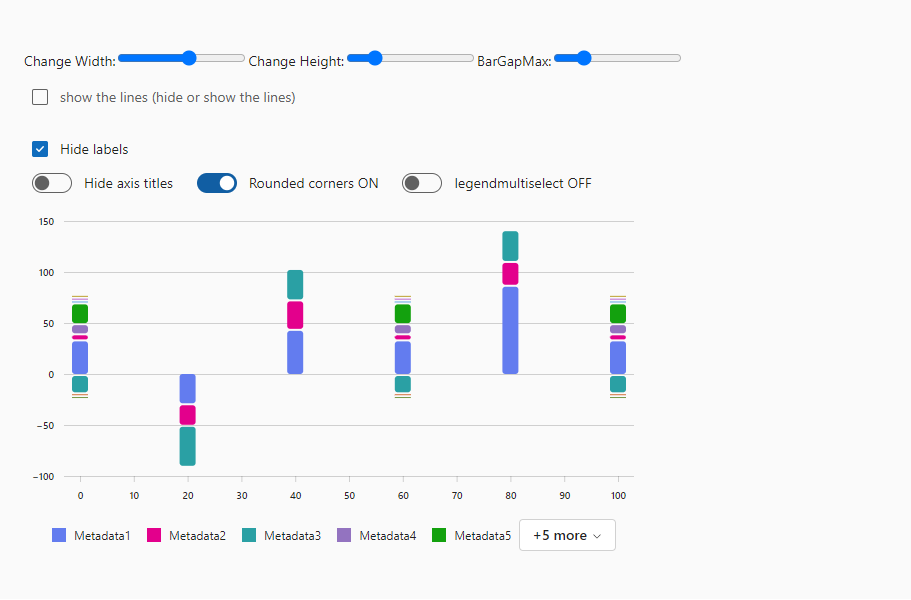 Change Width: Change Height: BarGapMax:
show the lines (hide or show the lines)
Hide labels
Hide axis titles Rounded corners ON legendmultiselect OFF
150
100
50
0
−50
−100
0 10 20 30 40 50 60 70 80 90 100
Metadata1 Metadata2 Metadata3 Metadata4 Metadata5 +5 more